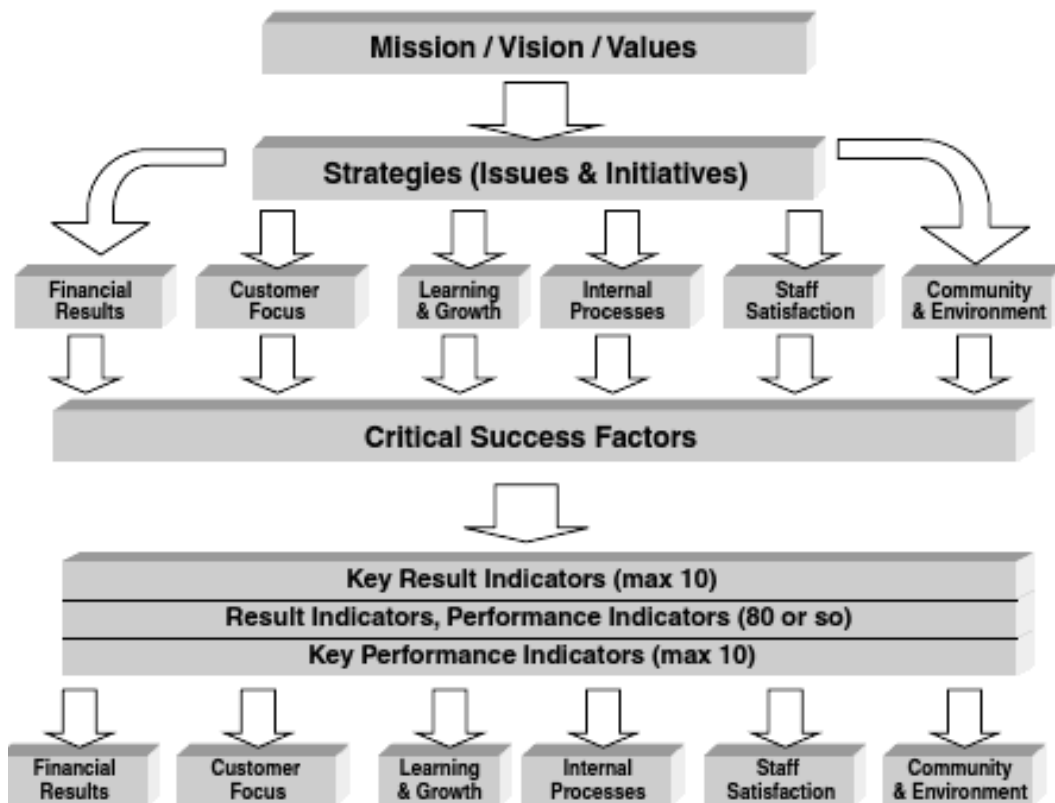 Mission / Vision / Values
Strategies (Issues & Initiatives)
Financial
Results
Customer
Focus
Learning
& Growth
Internal
Processes
Staff
Satisfaction
Community
& Environment
Critical Success Factors
Key Result Indicators (max 10)
Result Indicators, Performance Indicators (80 or so)
Key Performance Indicators (max 10)
Financial
Results
Customer
Focus
Learning
& Growth
Internal
Processes
Staff
Satisfaction
Community
& Environment